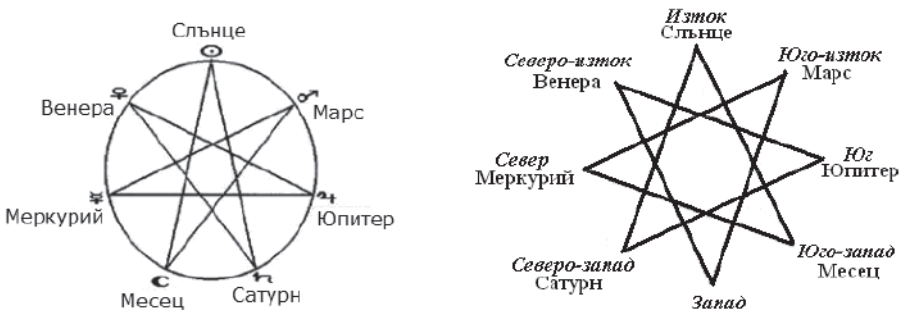 Слънце
Венера
Марс
Меркурий
Юпитер
Месец
Сатурн
Изток
Слънце
Северо-изток
Венера
Юго-изток
Марс
Север
Меркурий
Юг
Юпитер
Северо-запад
Сатурн
Юго-запад
Месец
Запад